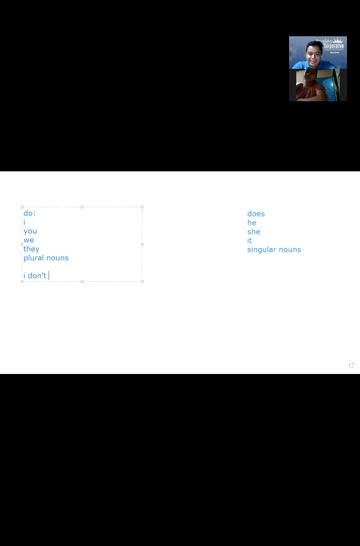 do:
i
you
we
they
plural nouns
i don't
does
he
she
it
singular nouns